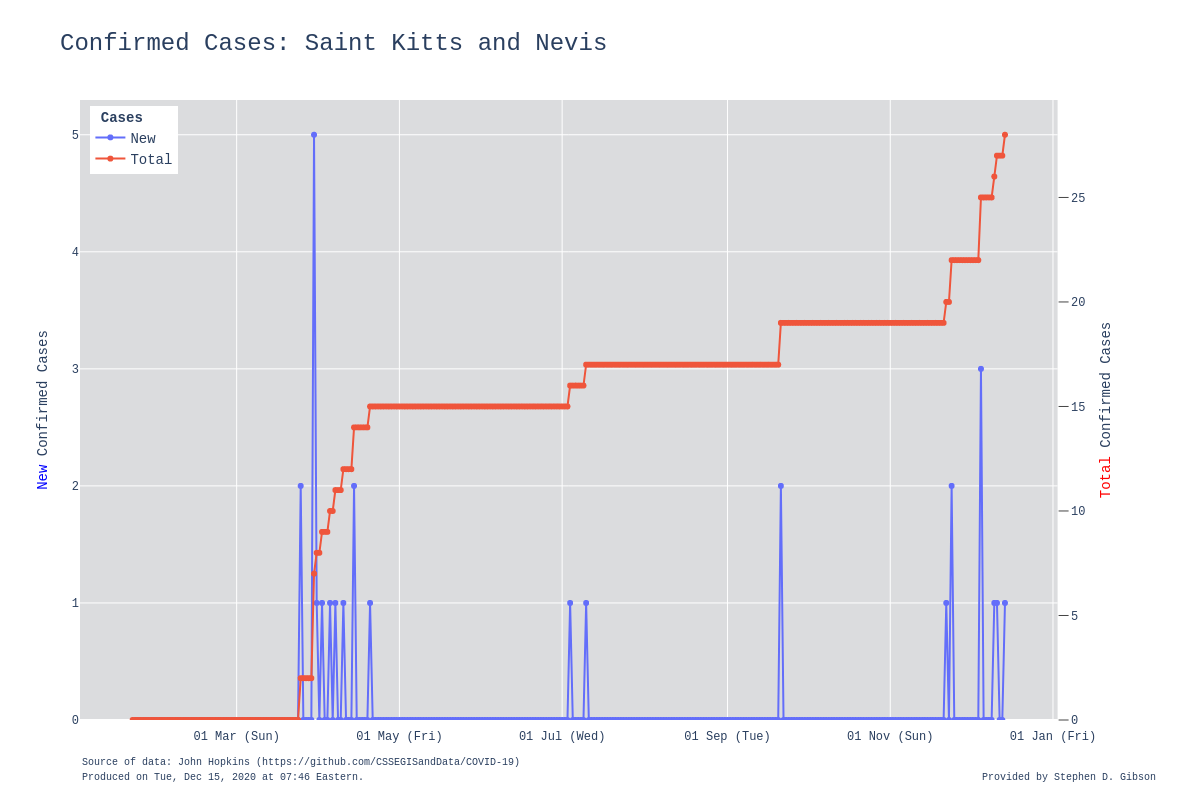 Confirmed Cases: Saint Kitts and Nevis
Cases
New
Total
5
4
3
2
1
0
New Confirmed Cases
25
20
15
10
5
0
Total Confirmed Cases
01 Mar (Sun)
01 May (Fri)
01 Jul (Wed)
01 Sep (Tue)
01 Nov (Sun)
01 Jan (Fri)
Source of data: John Hopkins (https://github.com/CSSEGISandData/COVID-19)
Produced on Tue, Dec 15, 2020 at 07:46 Eastern.
Provided by Stephen D. Gibson